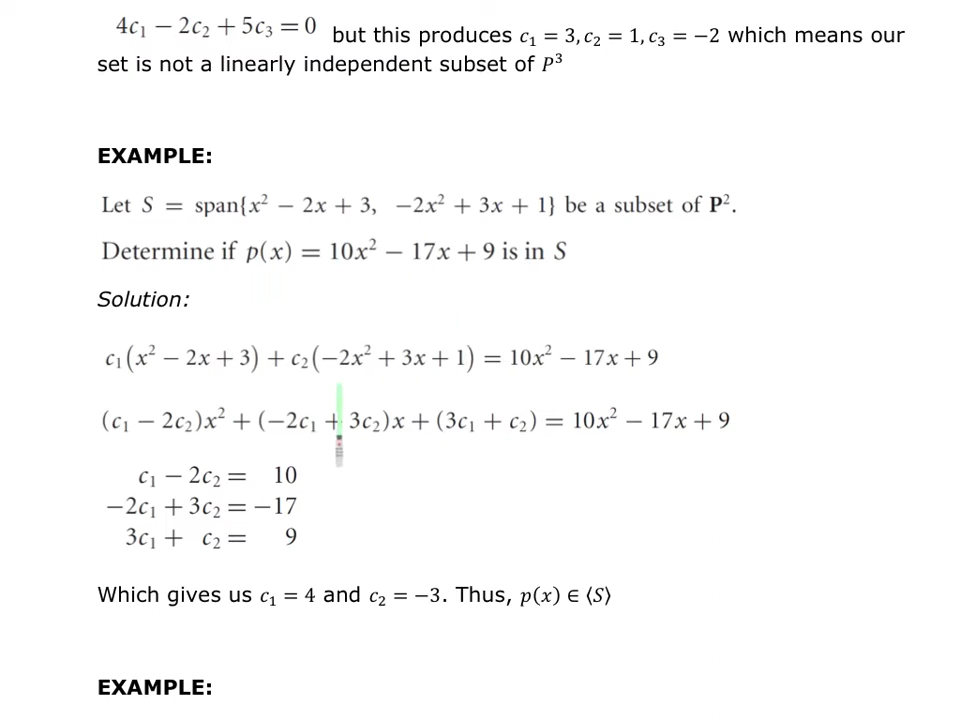 4c₁ − 2c₂ + 5c₃ = 0 but this produces c₁ = 3, c₂ = 1, c₃ = −2 which means our
set is not a linearly independent subset of P³
EXAMPLE:
Let S = span{x² − 2x + 3, −2x² + 3x + 1} be a subset of P².
Determine if p(x) = 10x² − 17x + 9 is in S
Solution:
c₁(x² − 2x + 3) + c₂(−2x² + 3x + 1) = 10x² − 17x + 9
(c₁ − 2c₂)x² + (−2c₁ + 3c₂)x + (3c₁ + c₂) = 10x² − 17x + 9
c₁ − 2c₂ = 10
−2c₁ + 3c₂ = −17
3c₁ + c₂ = 9
Which gives us c₁ = 4 and c₂ = −3. Thus, p(x) ∈ ⟨S⟩
EXAMPLE: